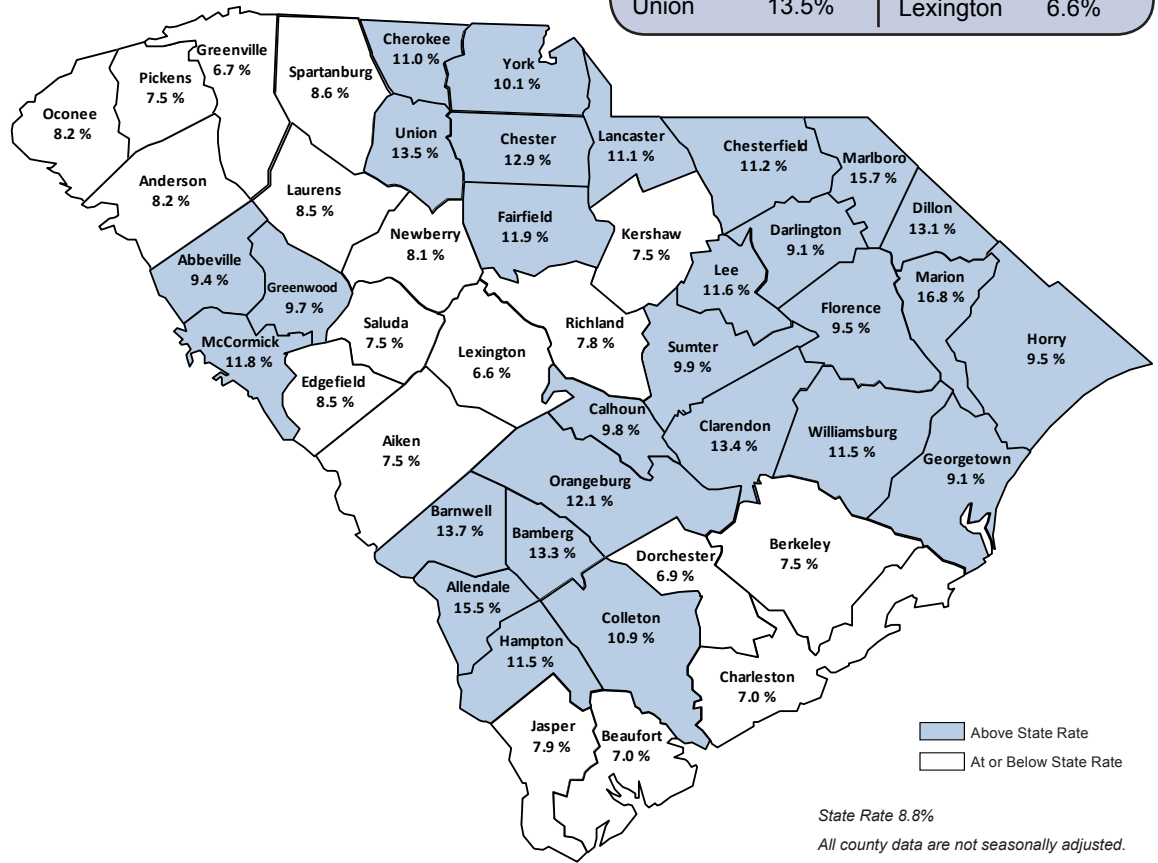 Union 13.5% Lexington 6.6%
Cherokee
11.0 %
York
10.1 %
Greenville
6.7 %
Spartanburg
8.6 %
Pickens
7.5 %
Oconee
8.2 %
Union
13.5 %
Chester
12.9 %
Lancaster
11.1 %
Chesterfield
11.2 %
Marlboro
15.7 %
Anderson
8.2 %
Laurens
8.5 %
Dillon
13.1 %
Fairfield
11.9 %
Newberry
8.1 %
Kershaw
7.5 %
Darlington
9.1 %
Abbeville
9.4 %
Greenwood
9.7 %
Lee
11.6 %
Marion
16.8 %
Florence
9.5 %
Saluda
7.5 %
Richland
7.8 %
McCormick
11.8 %
Lexington
6.6 %
Sumter
9.9 %
Horry
9.5 %
Edgefield
8.5 %
Calhoun
9.8 %
Clarendon
13.4 %
Williamsburg
11.5 %
Aiken
7.5 %
Georgetown
9.1 %
Orangeburg
12.1 %
Barnwell
13.7 %
Bamberg
13.3 %
Berkeley
7.5 %
Dorchester
6.9 %
Allendale
15.5 %
Colleton
10.9 %
Hampton
11.5 %
Charleston
7.0 %
Jasper
7.9 %
Beaufort
7.0 %
Above State Rate
At or Below State Rate
State Rate 8.8%
All county data are not seasonally adjusted.